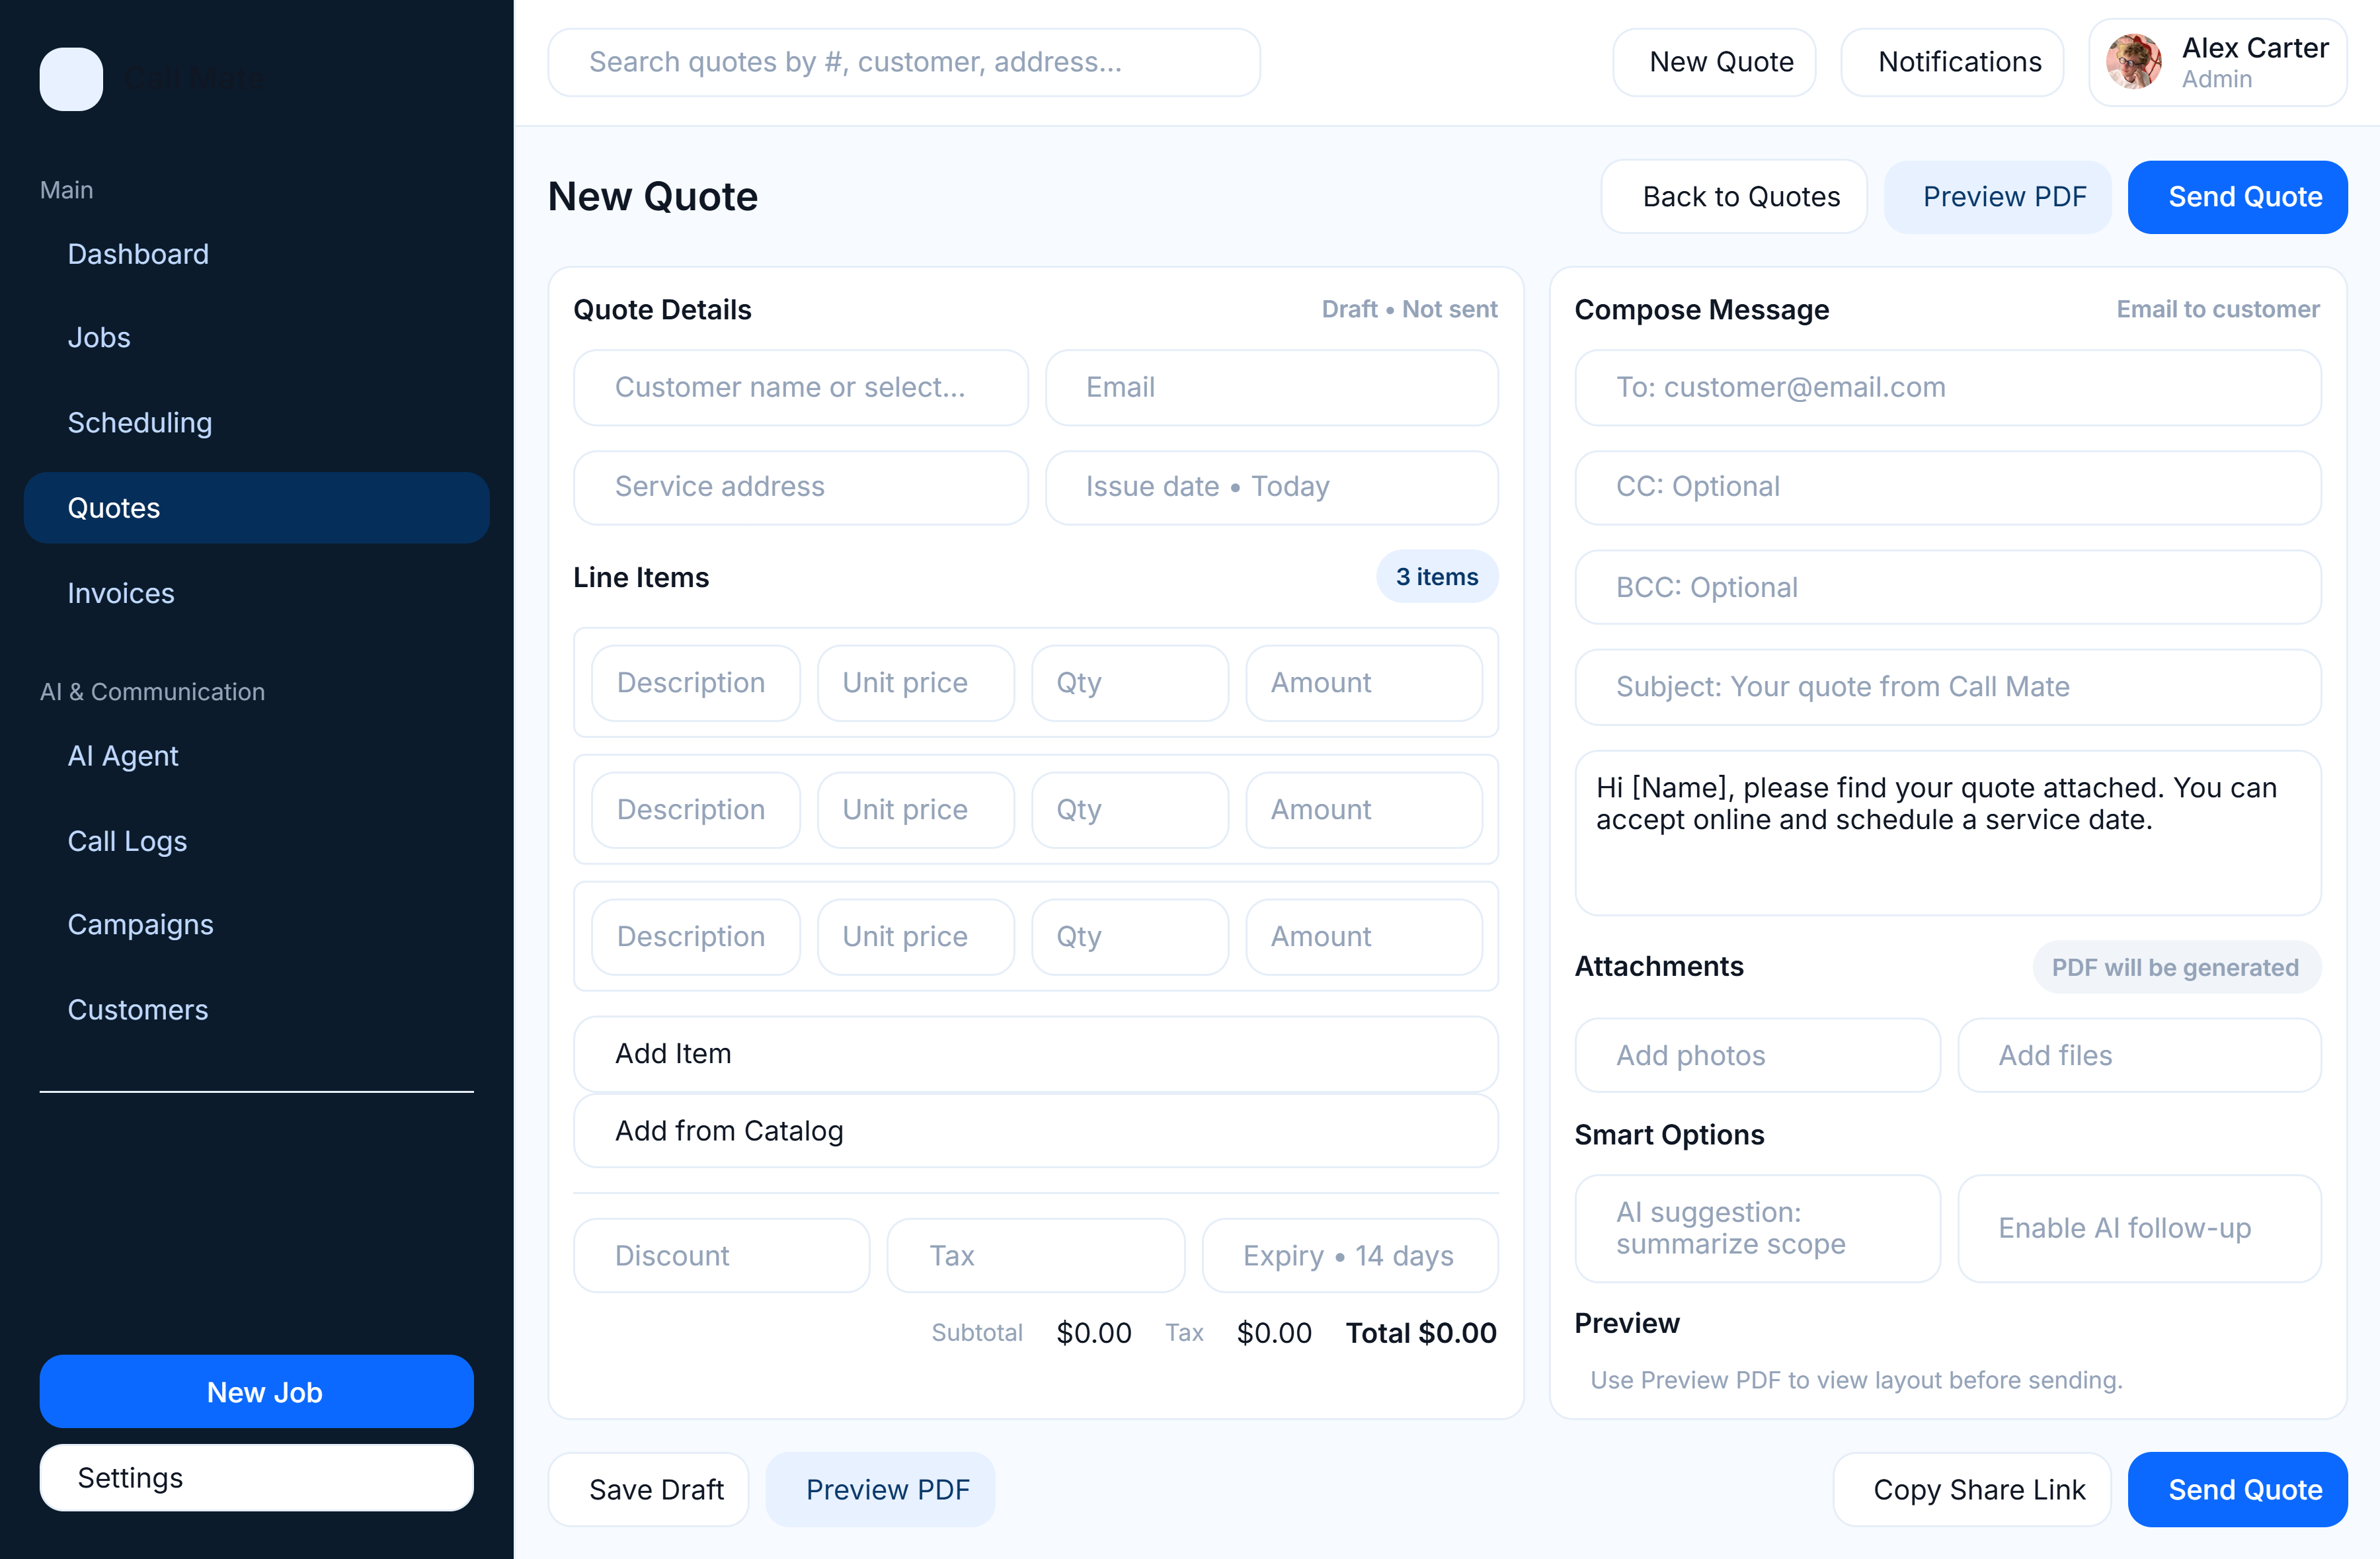 Call Mate
Main
Dashboard
Jobs
Scheduling
Quotes
Invoices
AI & Communication
AI Agent
Call Logs
Campaigns
Customers
New Job
Settings
Search quotes by #, customer, address...
New Quote
Notifications
Alex Carter
Admin
New Quote
Back to Quotes
Preview PDF
Send Quote
Quote Details
Draft • Not sent
Customer name or select...
Email
Service address
Issue date • Today
Line Items
3 items
Description
Unit price
Qty
Amount
Description
Unit price
Qty
Amount
Description
Unit price
Qty
Amount
Add Item
Add from Catalog
Discount
Tax
Expiry • 14 days
Subtotal $0.00 Tax $0.00 Total $0.00
Compose Message
Email to customer
To: customer@email.com
CC: Optional
BCC: Optional
Subject: Your quote from Call Mate
Hi [Name], please find your quote attached. You can
accept online and schedule a service date.
Attachments
PDF will be generated
Add photos
Add files
Smart Options
AI suggestion:
summarize scope
Enable AI follow-up
Preview
Use Preview PDF to view layout before sending.
Save Draft
Preview PDF
Copy Share Link
Send Quote